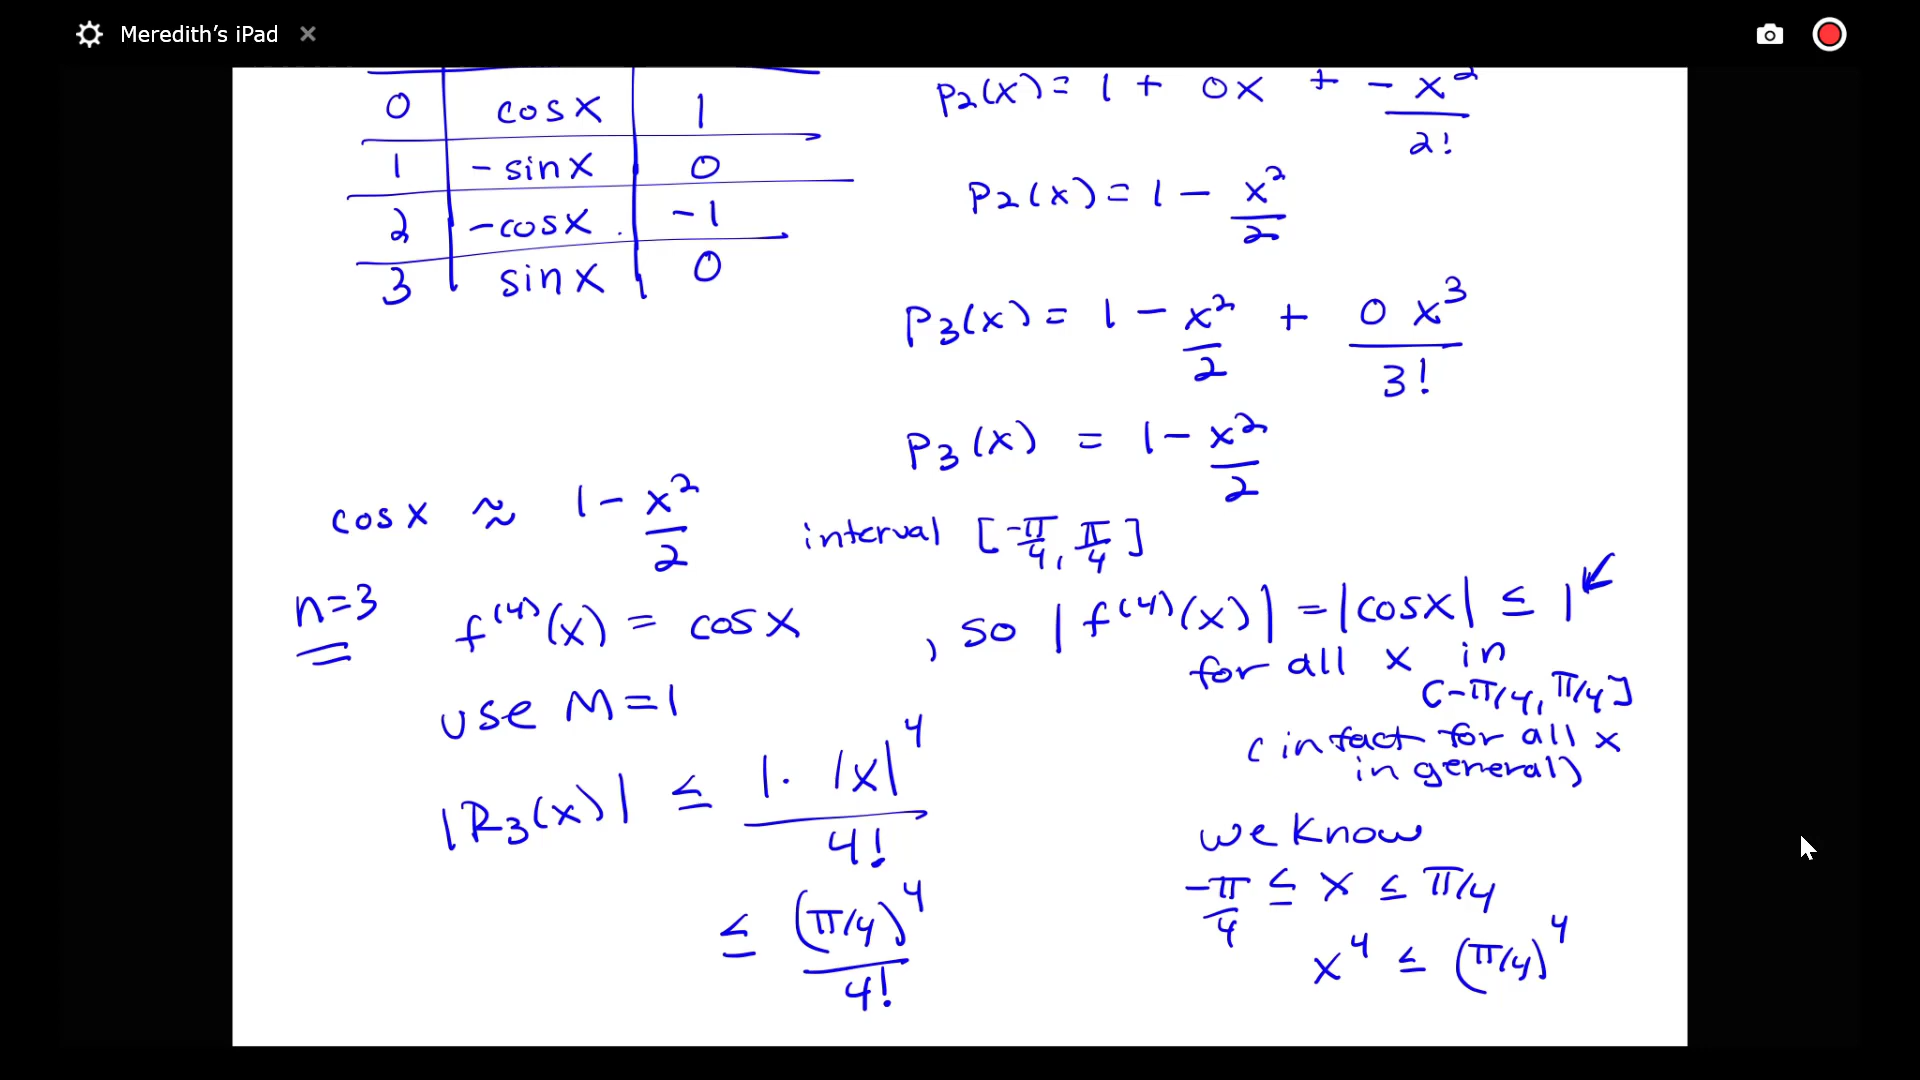 Meredith's iPad
0 cos x 1
1 - sin x 0
2 - cos x -1
3 sin x 0
P2(x) = 1 + 0x + - x^2 / 2!
P2(x) = 1 - x^2 / 2
P3(x) = 1 - x^2 / 2 + 0 x^3 / 3!
P3(x) = 1 - x^2 / 2
cos x ≈ 1 - x^2 / 2
interval [-π/4, π/4]
n=3 f^(4)(x) = cos x , so |f^(4)(x)| = |cos x| ≤ 1
for all x in
[-π/4, π/4]
(in fact for all x
in general)
use M=1
|R3(x)| ≤ 1·|x|^4 / 4!
≤ (π/4)^4 / 4!
we know
-π/4 ≤ x ≤ π/4
x^4 ≤ (π/4)^4